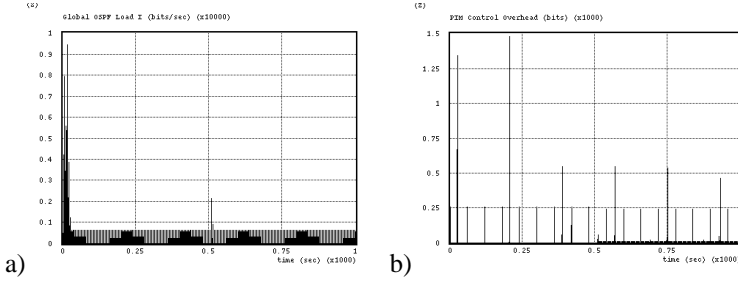 (Z)
Global OSPF Load I (bits/sec) (x10000)
1
0.9
0.8
0.7
0.6
0.5
0.4
0.3
0.2
0.1
0
0 0.25 0.5 0.75 1
time (sec) (x1000)
a)
(Z)
PIM Control Overhead (bits) (x10000)
1.5
1.25
1
0.75
0.5
0.25
0
0 0.25 0.5 0.75
time (sec) (x1000)
b)